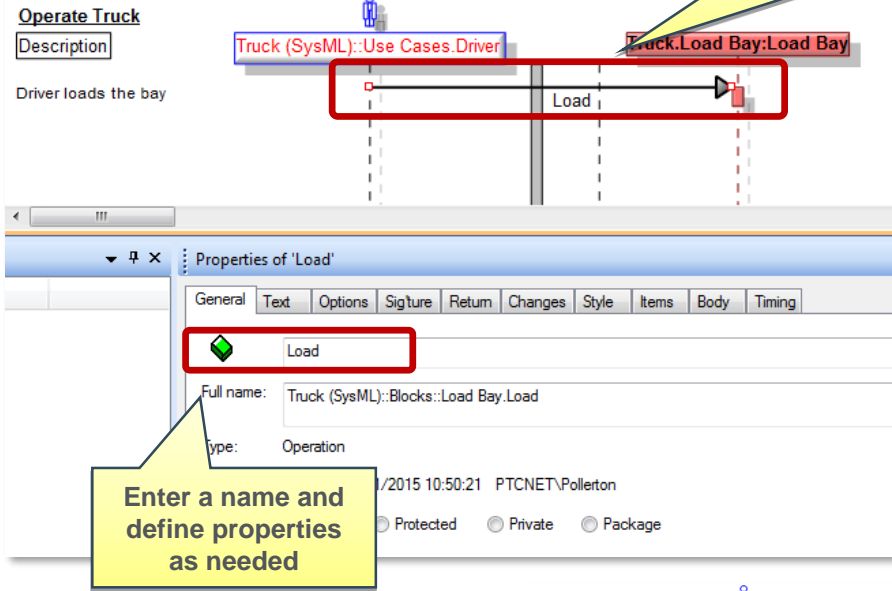 Operate Truck
Description
Truck (SysML)::Use Cases.Driver
Truck.Load Bay:Load Bay
Driver loads the bay
Load
Properties of 'Load'
General Text Options Sig'ture Return Changes Style Items Body Timing
Load
Full name: Truck (SysML)::Blocks::Load Bay.Load
Type: Operation
1/2015 10:50:21 PTCNET\Pollerton
Protected Private Package
Enter a name and
define properties
as needed